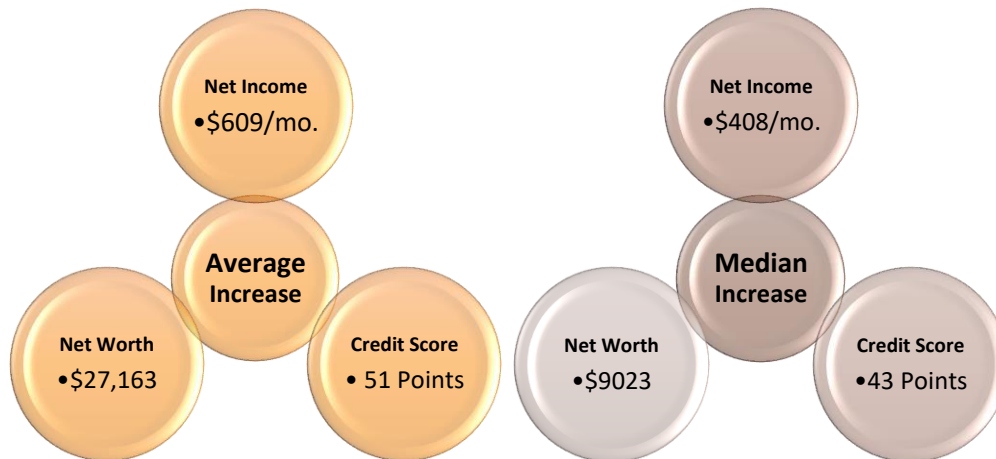 Net Income
•$609/mo.
Average
Increase
Net Worth
•$27,163
Credit Score
• 51 Points
Net Income
•$408/mo.
Median
Increase
Net Worth
•$9023
Credit Score
•43 Points